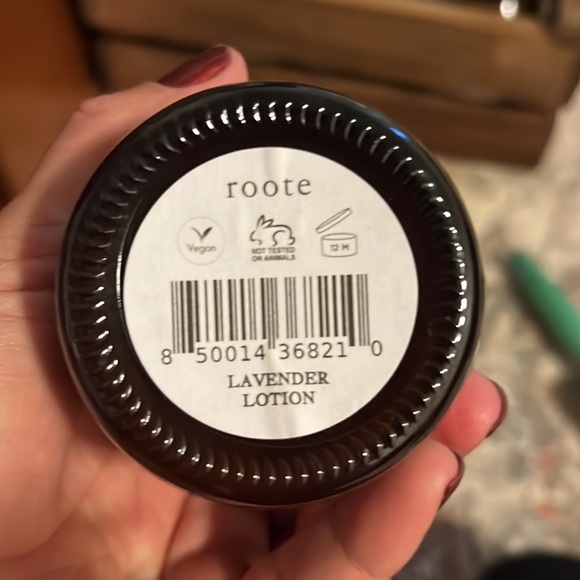 roote
Vegan
NOT TESTED
ON ANIMALS
12 M
8 50014 36821 0
LAVENDER
LOTION